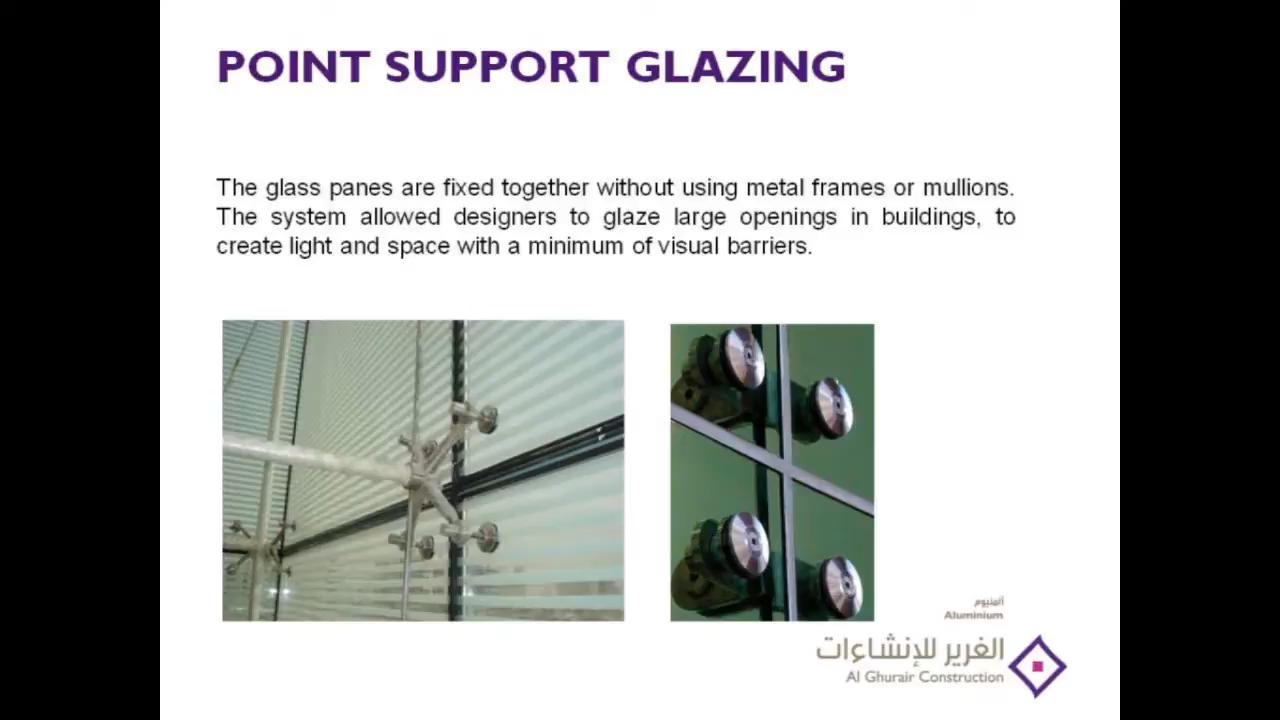 POINT SUPPORT GLAZING
The glass panes are fixed together without using metal frames or mullions.
The system allowed designers to glaze large openings in buildings, to
create light and space with a minimum of visual barriers.
ألمنيوم
Aluminium
الغرير للإنشاءات
Al Ghurair Construction